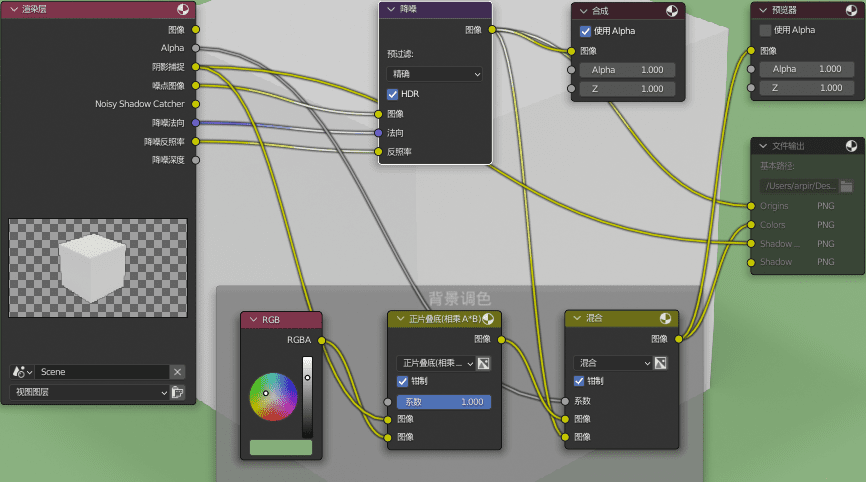 渲染层
图像
Alpha
阴影捕捉
噪点图像
Noisy Shadow Catcher
降噪法向
降噪反照率
降噪深度
Scene
视图图层
降噪
图像
预过滤:
精确
HDR
图像
法向
反照率
合成
使用 Alpha
图像
Alpha 1.000
Z 1.000
预览器
使用 Alpha
图像
Alpha 1.000
Z 1.000
文件输出
基本路径:
/Users/arpir/Des...
Origins PNG
Colors PNG
Shadow ... PNG
Shadow PNG
背景调色
RGB
RGBA
正片叠底(相乘 A*B)
图像
正片叠底(相乘 ...
钳制
系数 1.000
图像
图像
混合
图像
混合
钳制
系数
图像
图像